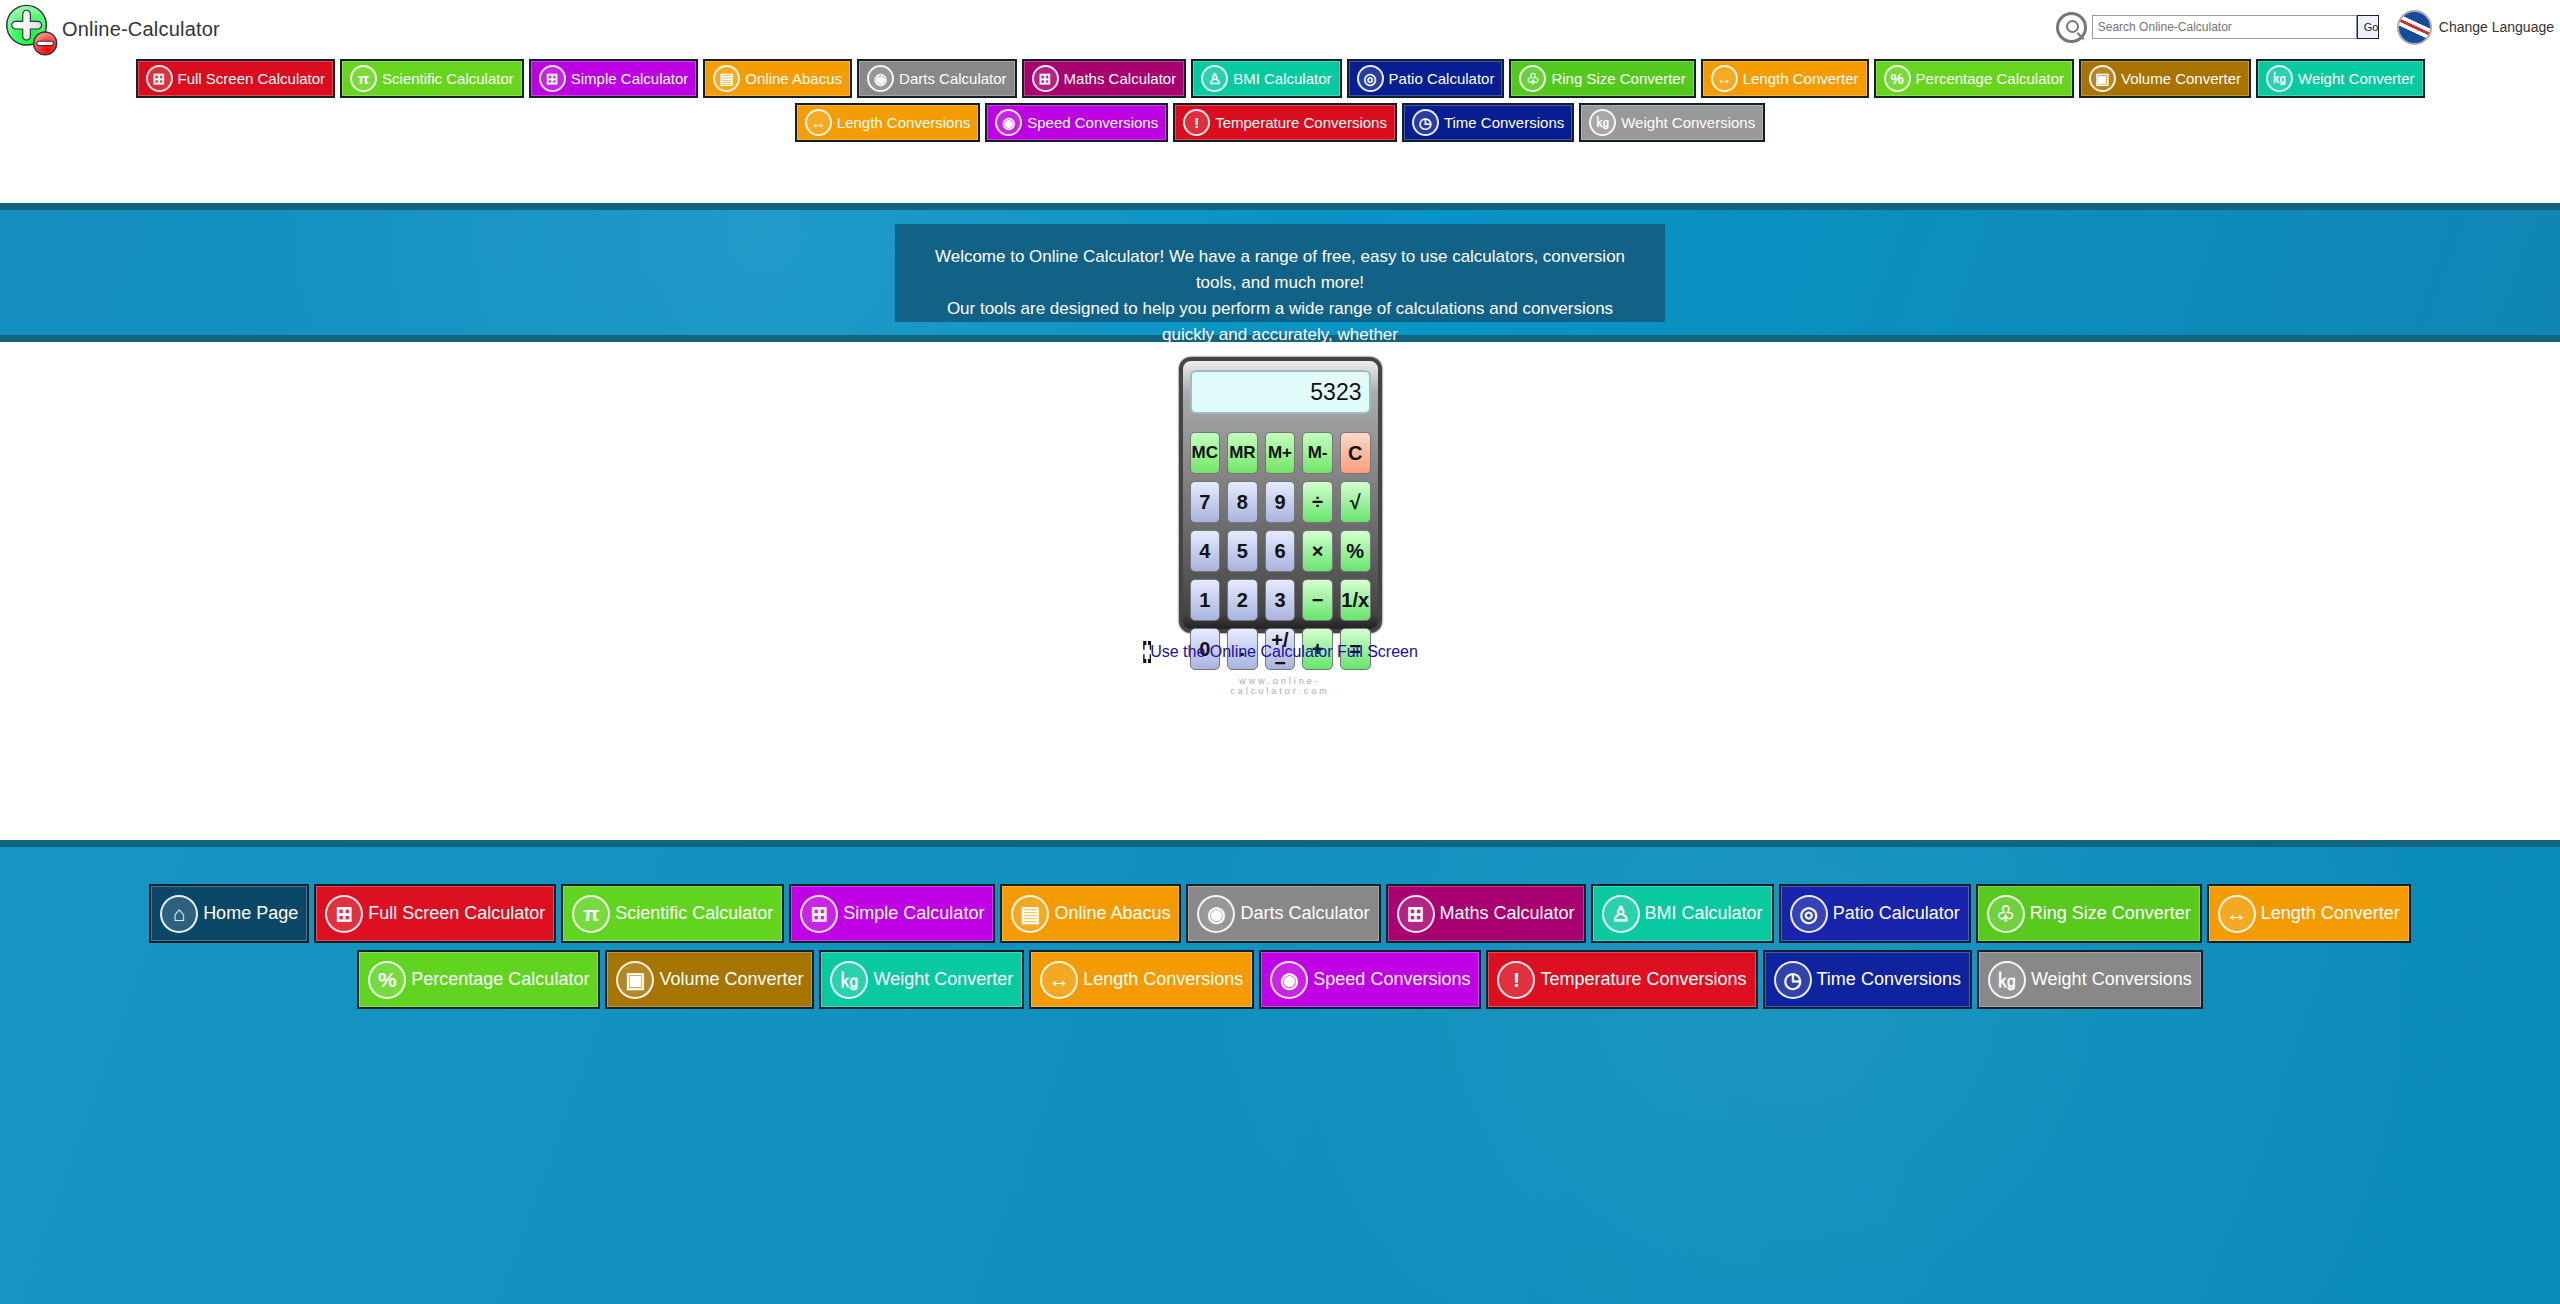 Online-Calculator
Search Online-Calculator
Go
Change Language
Full Screen Calculator
π Scientific Calculator
Simple Calculator
Online Abacus
Darts Calculator
Maths Calculator
BMI Calculator
Patio Calculator
Ring Size Converter
↔ Length Converter
% Percentage Calculator
Volume Converter
kg Weight Converter
↔ Length Conversions
Speed Conversions
! Temperature Conversions
Time Conversions
kg Weight Conversions
Welcome to Online Calculator! We have a range of free, easy to use calculators, conversion
tools, and much more!
Our tools are designed to help you perform a wide range of calculations and conversions
quickly and accurately, whether
5323
MC MR M+ M- C
7 8 9 ÷ √
4 5 6 × %
1 2 3 − 1/x
0 . +/− + =
Use the Online Calculator Full Screen
www.online-
calculator.com
Home Page
Full Screen Calculator
π Scientific Calculator
Simple Calculator
Online Abacus
Darts Calculator
Maths Calculator
BMI Calculator
Patio Calculator
Ring Size Converter
↔ Length Converter
% Percentage Calculator
Volume Converter
kg Weight Converter
↔ Length Conversions
Speed Conversions
! Temperature Conversions
Time Conversions
kg Weight Conversions